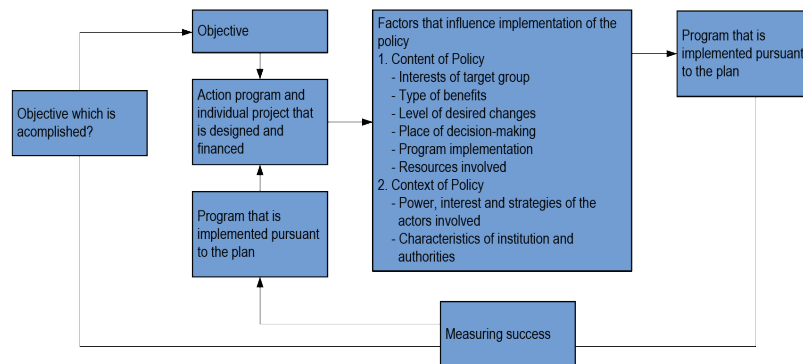 Objective
Action program and
individual project that
is designed and
financed
Objective which is
acomplished?
Program that is
implemented pursuant
to the plan
Factors that influence implementation of the
policy
1. Content of Policy
- Interests of target group
- Type of benefits
- Level of desired changes
- Place of decision-making
- Program implementation
- Resources involved
2. Context of Policy
- Power, interest and strategies of the
actors involved
- Characteristics of institution and
authorities
Program that is
implemented pursuant
to the plan
Measuring success